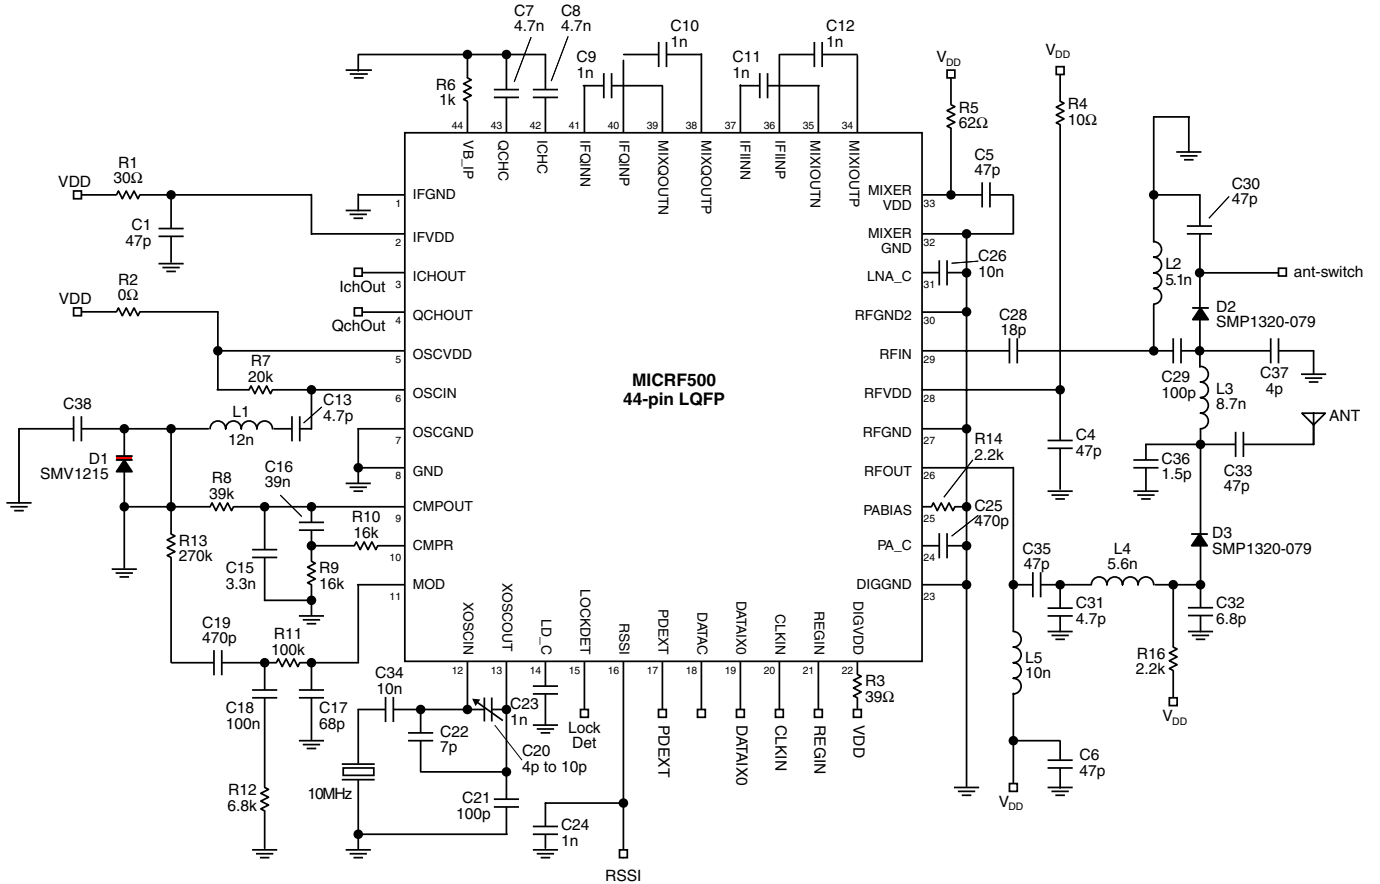 C7
4.7n
C8
4.7n
C10
1n
C12
1n
C9
1n
C11
1n
R6
1k
44
43
42
41
40
39
38
37
36
35
34
VB_IP
QCHC
ICHC
IFQINN
IFQINP
MIXQOUTN
MIXQOUTP
IFIINN
IFIINP
MIXIOUTN
MIXIOUTP
VDD
R5
62Ω
VDD
R4
10Ω
C5
47p
VDD
R1
30Ω
C1
47p
IFGND
1
IFVDD
2
ICHOUT
3
IchOut
QCHOUT
4
QchOut
VDD
R2
0Ω
OSCVDD
5
R7
20k
OSCIN
6
C13
4.7p
L1
12n
C38
D1
SMV1215
OSCGND
7
GND
8
R8
39k
C16
39n
CMPOUT
9
R10
16k
CMPR
10
R13
270k
C15
3.3n
R9
16k
MOD
11
C19
470p
R11
100k
C18
100n
C17
68p
R12
6.8k
MICRF500
44-pin LQFP
MIXER
VDD
33
MIXER
GND
32
LNA_C
31
C26
10n
RFGND2
30
RFIN
29
C28
18p
RFVDD
28
RFGND
27
R14
2.2k
RFOUT
26
PABIAS
25
C25
470p
PA_C
24
DIGGND
23
C4
47p
C30
47p
L2
5.1n
ant-switch
D2
SMP1320-079
C29
100p
L3
8.7n
C37
4p
ANT
C36
1.5p
C33
47p
D3
SMP1320-079
C35
47p
L4
5.6n
C31
4.7p
C32
6.8p
R16
2.2k
VDD
L5
10n
C6
47p
VDD
XOSCIN
XOSCOUT
LD_C
LOCKDET
RSSI
PDEXT
DATAC
DATAIX0
CLKIN
REGIN
DIGVDD
12
13
14
15
16
17
18
19
20
21
22
R3
39Ω
C34
10n
C23
1n
C22
7p
C20
4p to 10p
10MHz
C21
100p
C24
1n
Lock
Det
RSSI
PDEXT
DATAIX0
CLKIN
REGIN
VDD